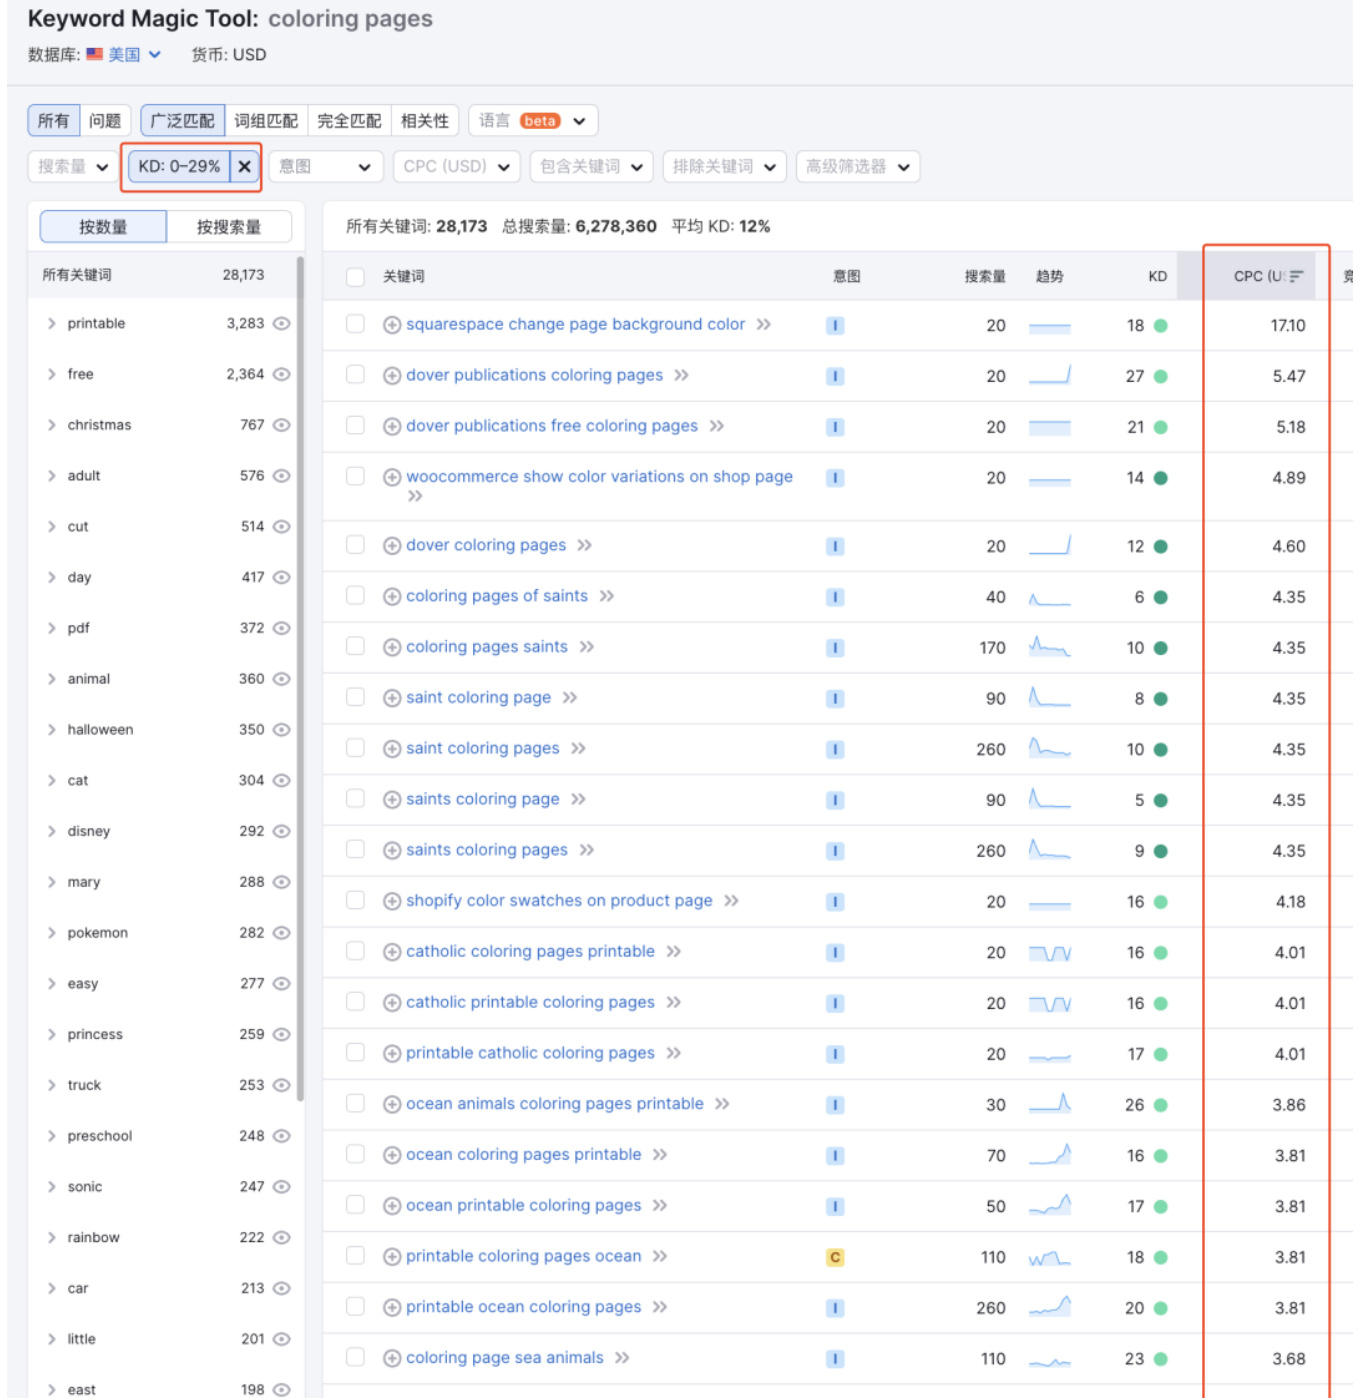 Keyword Magic Tool: coloring pages
数据库: 美国 货币: USD
所有 问题 广泛匹配 词组匹配 完全匹配 相关性 语言 beta
搜索量 KD: 0–29% 意图 CPC (USD) 包含关键词 排除关键词 高级筛选器
按数量 按搜索量 所有关键词: 28,173 总搜索量: 6,278,360 平均 KD: 12%
所有关键词 28,173 关键词 意图 搜索量 趋势 KD CPC (U
printable 3,283 squarespace change page background color I 20 18 17.10
free 2,364 dover publications coloring pages I 20 27 5.47
christmas 767 dover publications free coloring pages I 20 21 5.18
adult 576 woocommerce show color variations on shop page I 20 14 4.89
cut 514 dover coloring pages I 20 12 4.60
day 417 coloring pages of saints I 40 6 4.35
pdf 372 coloring pages saints I 170 10 4.35
animal 360 saint coloring page I 90 8 4.35
halloween 350 saint coloring pages I 260 10 4.35
cat 304 saints coloring page I 90 5 4.35
disney 292 saints coloring pages I 260 9 4.35
mary 288 shopify color swatches on product page I 20 16 4.18
pokemon 282 catholic coloring pages printable I 20 16 4.01
easy 277 catholic printable coloring pages I 20 16 4.01
princess 259 printable catholic coloring pages I 20 17 4.01
truck 253 ocean animals coloring pages printable I 30 26 3.86
preschool 248 ocean coloring pages printable I 70 16 3.81
sonic 247 ocean printable coloring pages I 50 17 3.81
rainbow 222 printable coloring pages ocean C 110 18 3.81
car 213 printable ocean coloring pages I 260 20 3.81
little 201 coloring page sea animals I 110 23 3.68
east 198